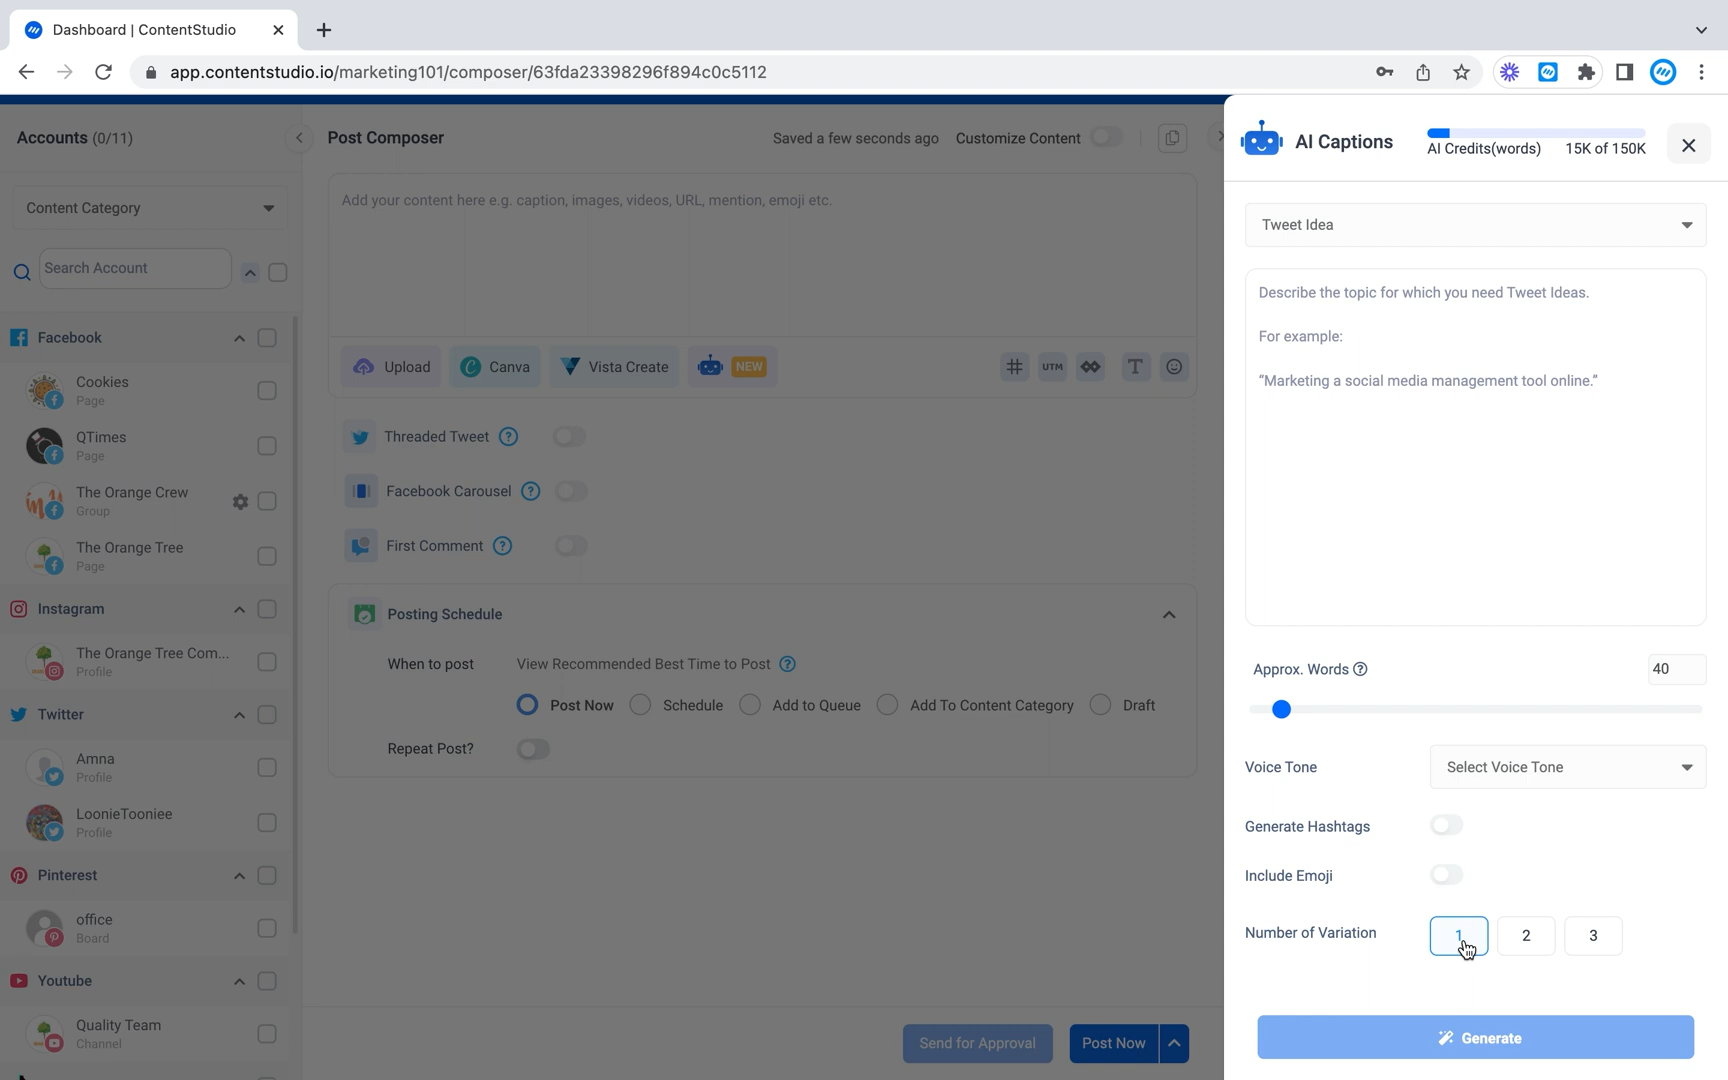 Dashboard | ContentStudio
app.contentstudio.io/marketing101/composer/63fda23398296f894c0c5112
Accounts (0/11)
Content Category
Search Account
Facebook
Cookies
Page
QTimes
Page
The Orange Crew
Group
The Orange Tree
Page
Instagram
The Orange Tree Com...
Profile
Twitter
Amna
Profile
LoonieTooniee
Profile
Pinterest
office
Board
Youtube
Quality Team
Channel
Post Composer
Saved a few seconds ago
Customize Content
Add your content here e.g. caption, images, videos, URL, mention, emoji etc.
Upload
Canva
Vista Create
NEW
UTM
Threaded Tweet
Facebook Carousel
First Comment
Posting Schedule
When to post
View Recommended Best Time to Post
Post Now
Schedule
Add to Queue
Add To Content Category
Draft
Repeat Post?
Send for Approval
Post Now
AI Captions
AI Credits(words)
15K of 150K
Tweet Idea
Describe the topic for which you need Tweet Ideas.
For example:
“Marketing a social media management tool online.”
Approx. Words
40
Voice Tone
Select Voice Tone
Generate Hashtags
Include Emoji
Number of Variation
1
2
3
Generate